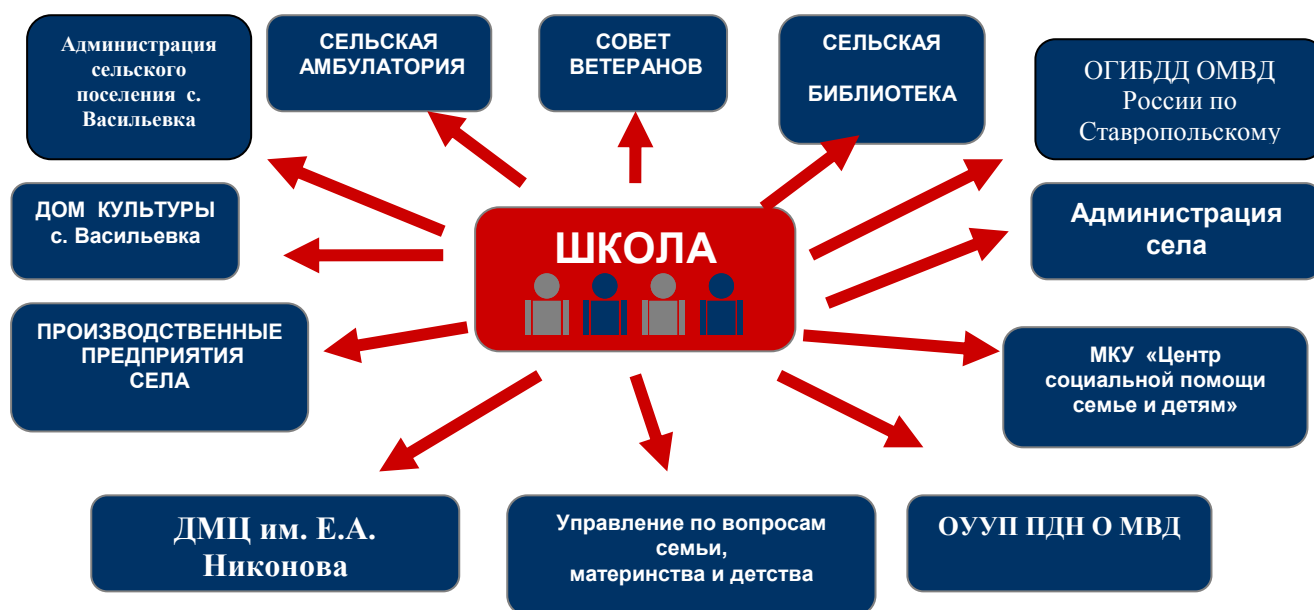 Администрация
сельского
поселения с.
Васильевка
СЕЛЬСКАЯ
АМБУЛАТОРИЯ
СОВЕТ
ВЕТЕРАНОВ
СЕЛЬСКАЯ
БИБЛИОТЕКА
ОГИБДД ОМВД
России по
Ставропольскому
ДОМ КУЛЬТУРЫ
с. Васильевка
ШКОЛА
Администрация
села
ПРОИЗВОДСТВЕННЫЕ
ПРЕДПРИЯТИЯ
СЕЛА
МКУ «Центр
социальной помощи
семье и детям»
ДМЦ им. Е.А.
Никонова
Управление по вопросам
семьи,
материнства и детства
ОУУП ПДН О МВД